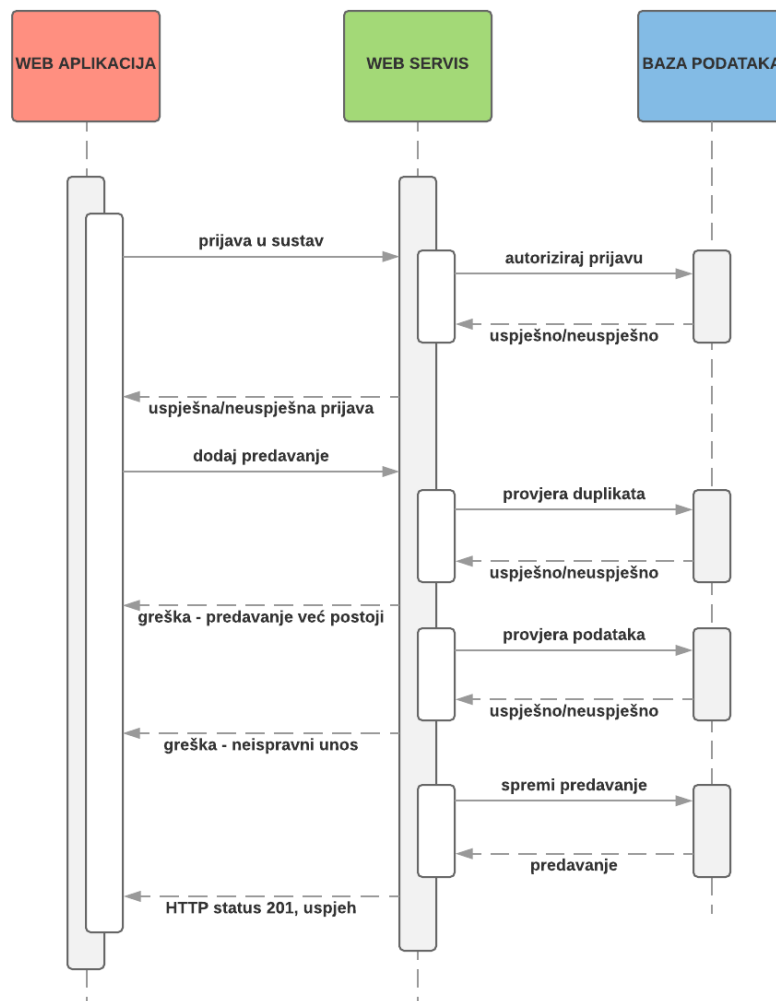 WEB APLIKACIJA
WEB SERVIS
BAZA PODATAKA
prijava u sustav
autoriziraj prijavu
uspješno/neuspješno
uspješna/neuspješna prijava
dodaj predavanje
provjera duplikata
uspješno/neuspješno
greška - predavanje već postoji
provjera podataka
uspješno/neuspješno
greška - neispravni unos
spremi predavanje
predavanje
HTTP status 201, uspjeh